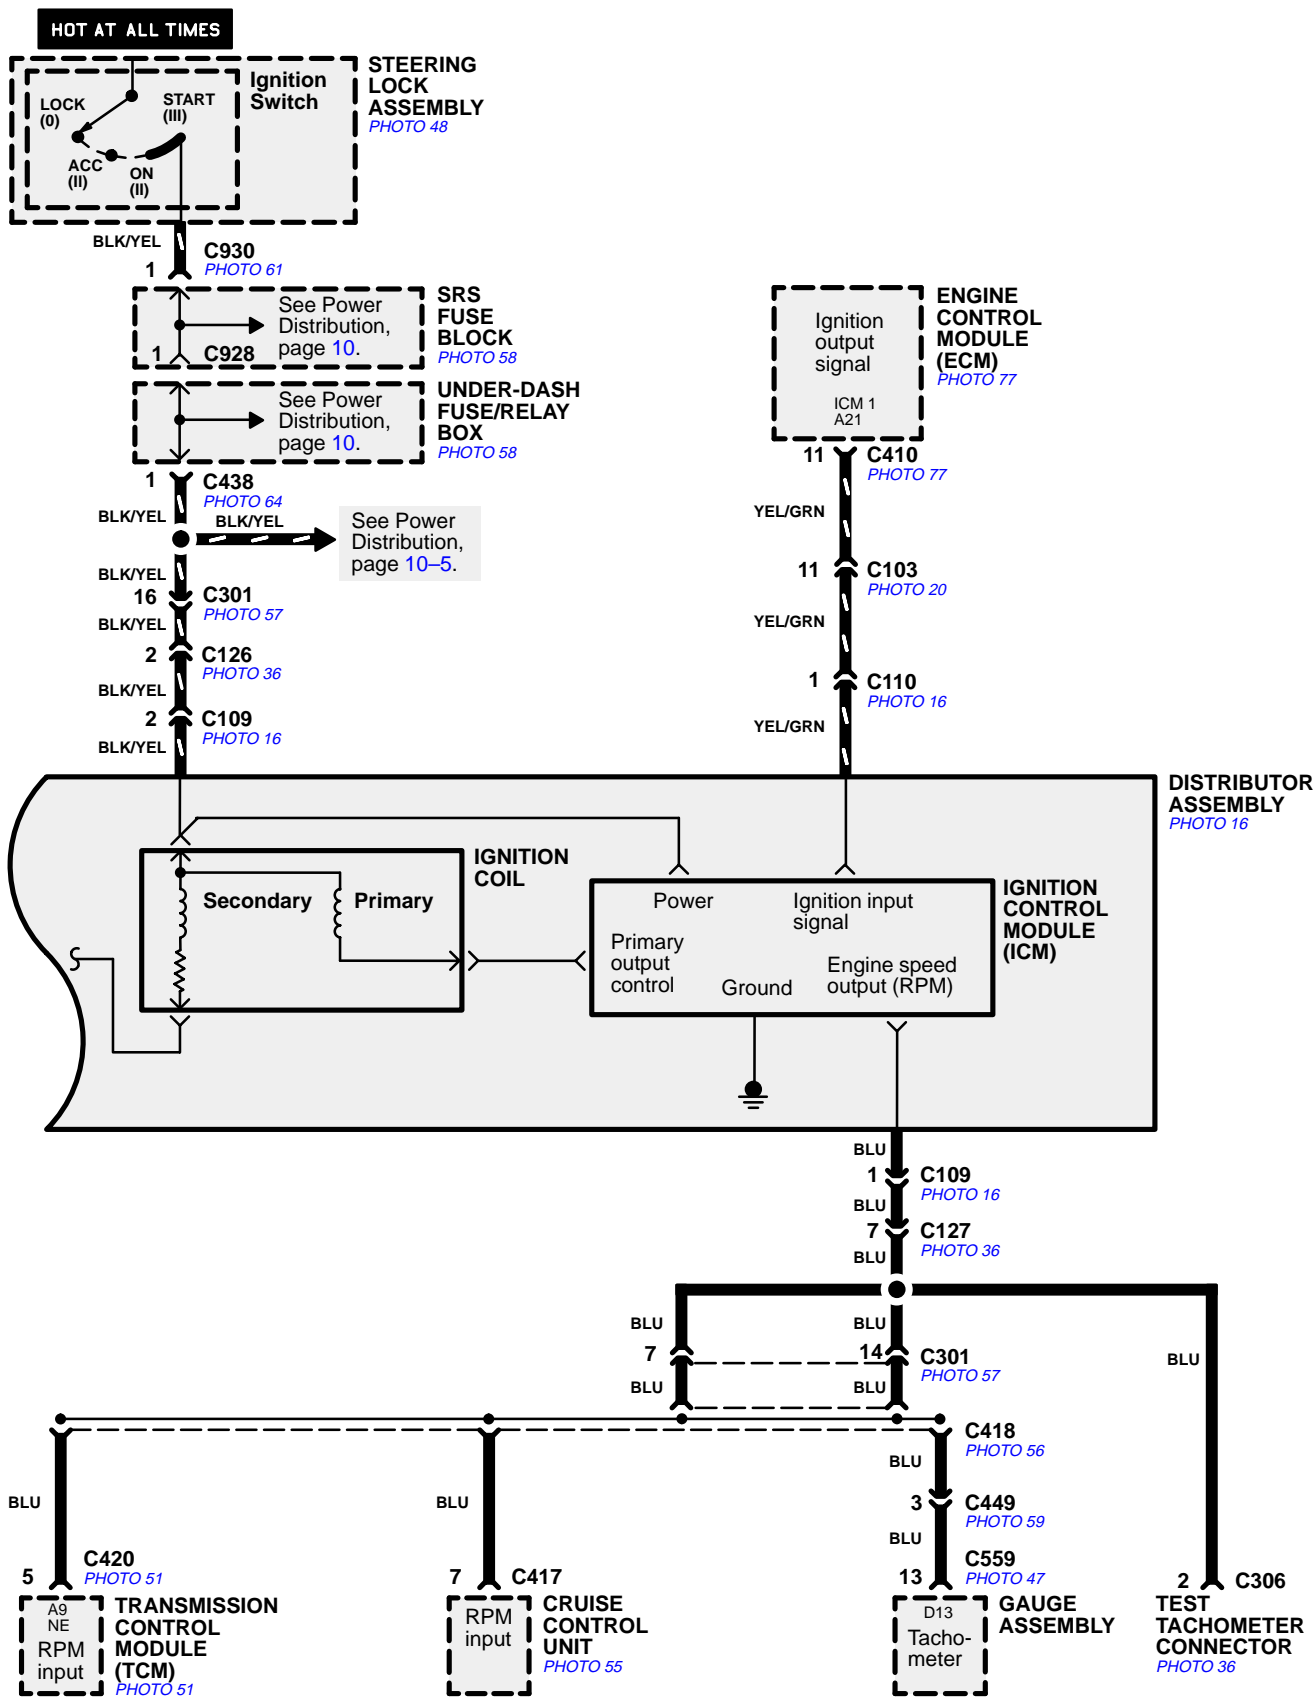 HOT AT ALL TIMES
Ignition
Switch
LOCK
(0)
START
(III)
ACC
(II)
ON
(II)
STEERING
LOCK
ASSEMBLY
PHOTO 48
BLK/YEL
C930
PHOTO 61
1
See Power
Distribution,
page 10.
1
C928
SRS
FUSE
BLOCK
PHOTO 58
See Power
Distribution,
page 10.
UNDER-DASH
FUSE/RELAY
BOX
PHOTO 58
1
C438
PHOTO 64
BLK/YEL
BLK/YEL
See Power
Distribution,
page 10–5.
BLK/YEL
16
C301
PHOTO 57
BLK/YEL
2
C126
PHOTO 36
BLK/YEL
2
C109
PHOTO 16
BLK/YEL
Ignition
output
signal
ICM 1
A21
ENGINE
CONTROL
MODULE
(ECM)
PHOTO 77
11
C410
PHOTO 77
YEL/GRN
11
C103
PHOTO 20
YEL/GRN
1
C110
PHOTO 16
YEL/GRN
DISTRIBUTOR
ASSEMBLY
PHOTO 16
IGNITION
COIL
Secondary
Primary
Power
Ignition input
signal
Primary
output
control
Ground
Engine speed
output (RPM)
IGNITION
CONTROL
MODULE
(ICM)
BLU
1
C109
PHOTO 16
BLU
7
C127
PHOTO 36
BLU
BLU
BLU
BLU
7
14
C301
PHOTO 57
BLU
BLU
C418
PHOTO 56
BLU
BLU
BLU
3
C449
PHOTO 59
BLU
5
C420
PHOTO 51
A9
NE
RPM
input
TRANSMISSION
CONTROL
MODULE
(TCM)
PHOTO 51
7
C417
RPM
input
CRUISE
CONTROL
UNIT
PHOTO 55
13
C559
PHOTO 47
D13
Tacho-
meter
GAUGE
ASSEMBLY
2
C306
TEST
TACHOMETER
CONNECTOR
PHOTO 36